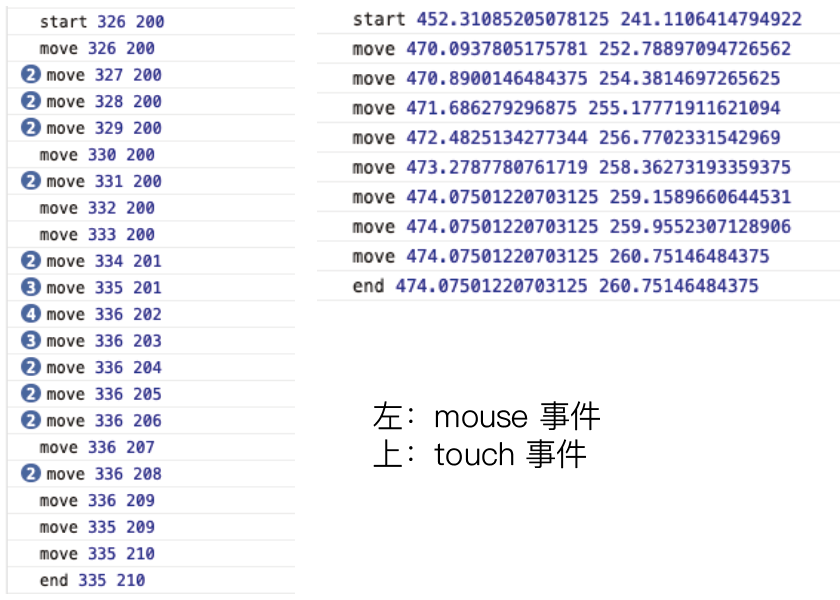 start 326 200
move 326 200
2 move 327 200
2 move 328 200
2 move 329 200
move 330 200
2 move 331 200
move 332 200
move 333 200
2 move 334 201
3 move 335 201
4 move 336 202
3 move 336 203
2 move 336 204
2 move 336 205
2 move 336 206
move 336 207
2 move 336 208
move 336 209
move 335 209
move 335 210
end 335 210
start 452.31085205078125 241.1106414794922
move 470.0937805175781 252.78897094726562
move 470.8900146484375 254.3814697265625
move 471.686279296875 255.17771911621094
move 472.4825134277344 256.7702331542969
move 473.2787780761719 258.36273193359375
move 474.07501220703125 259.1589660644531
move 474.07501220703125 259.9552307128906
move 474.07501220703125 260.75146484375
end 474.07501220703125 260.75146484375
左：mouse 事件
上：touch 事件